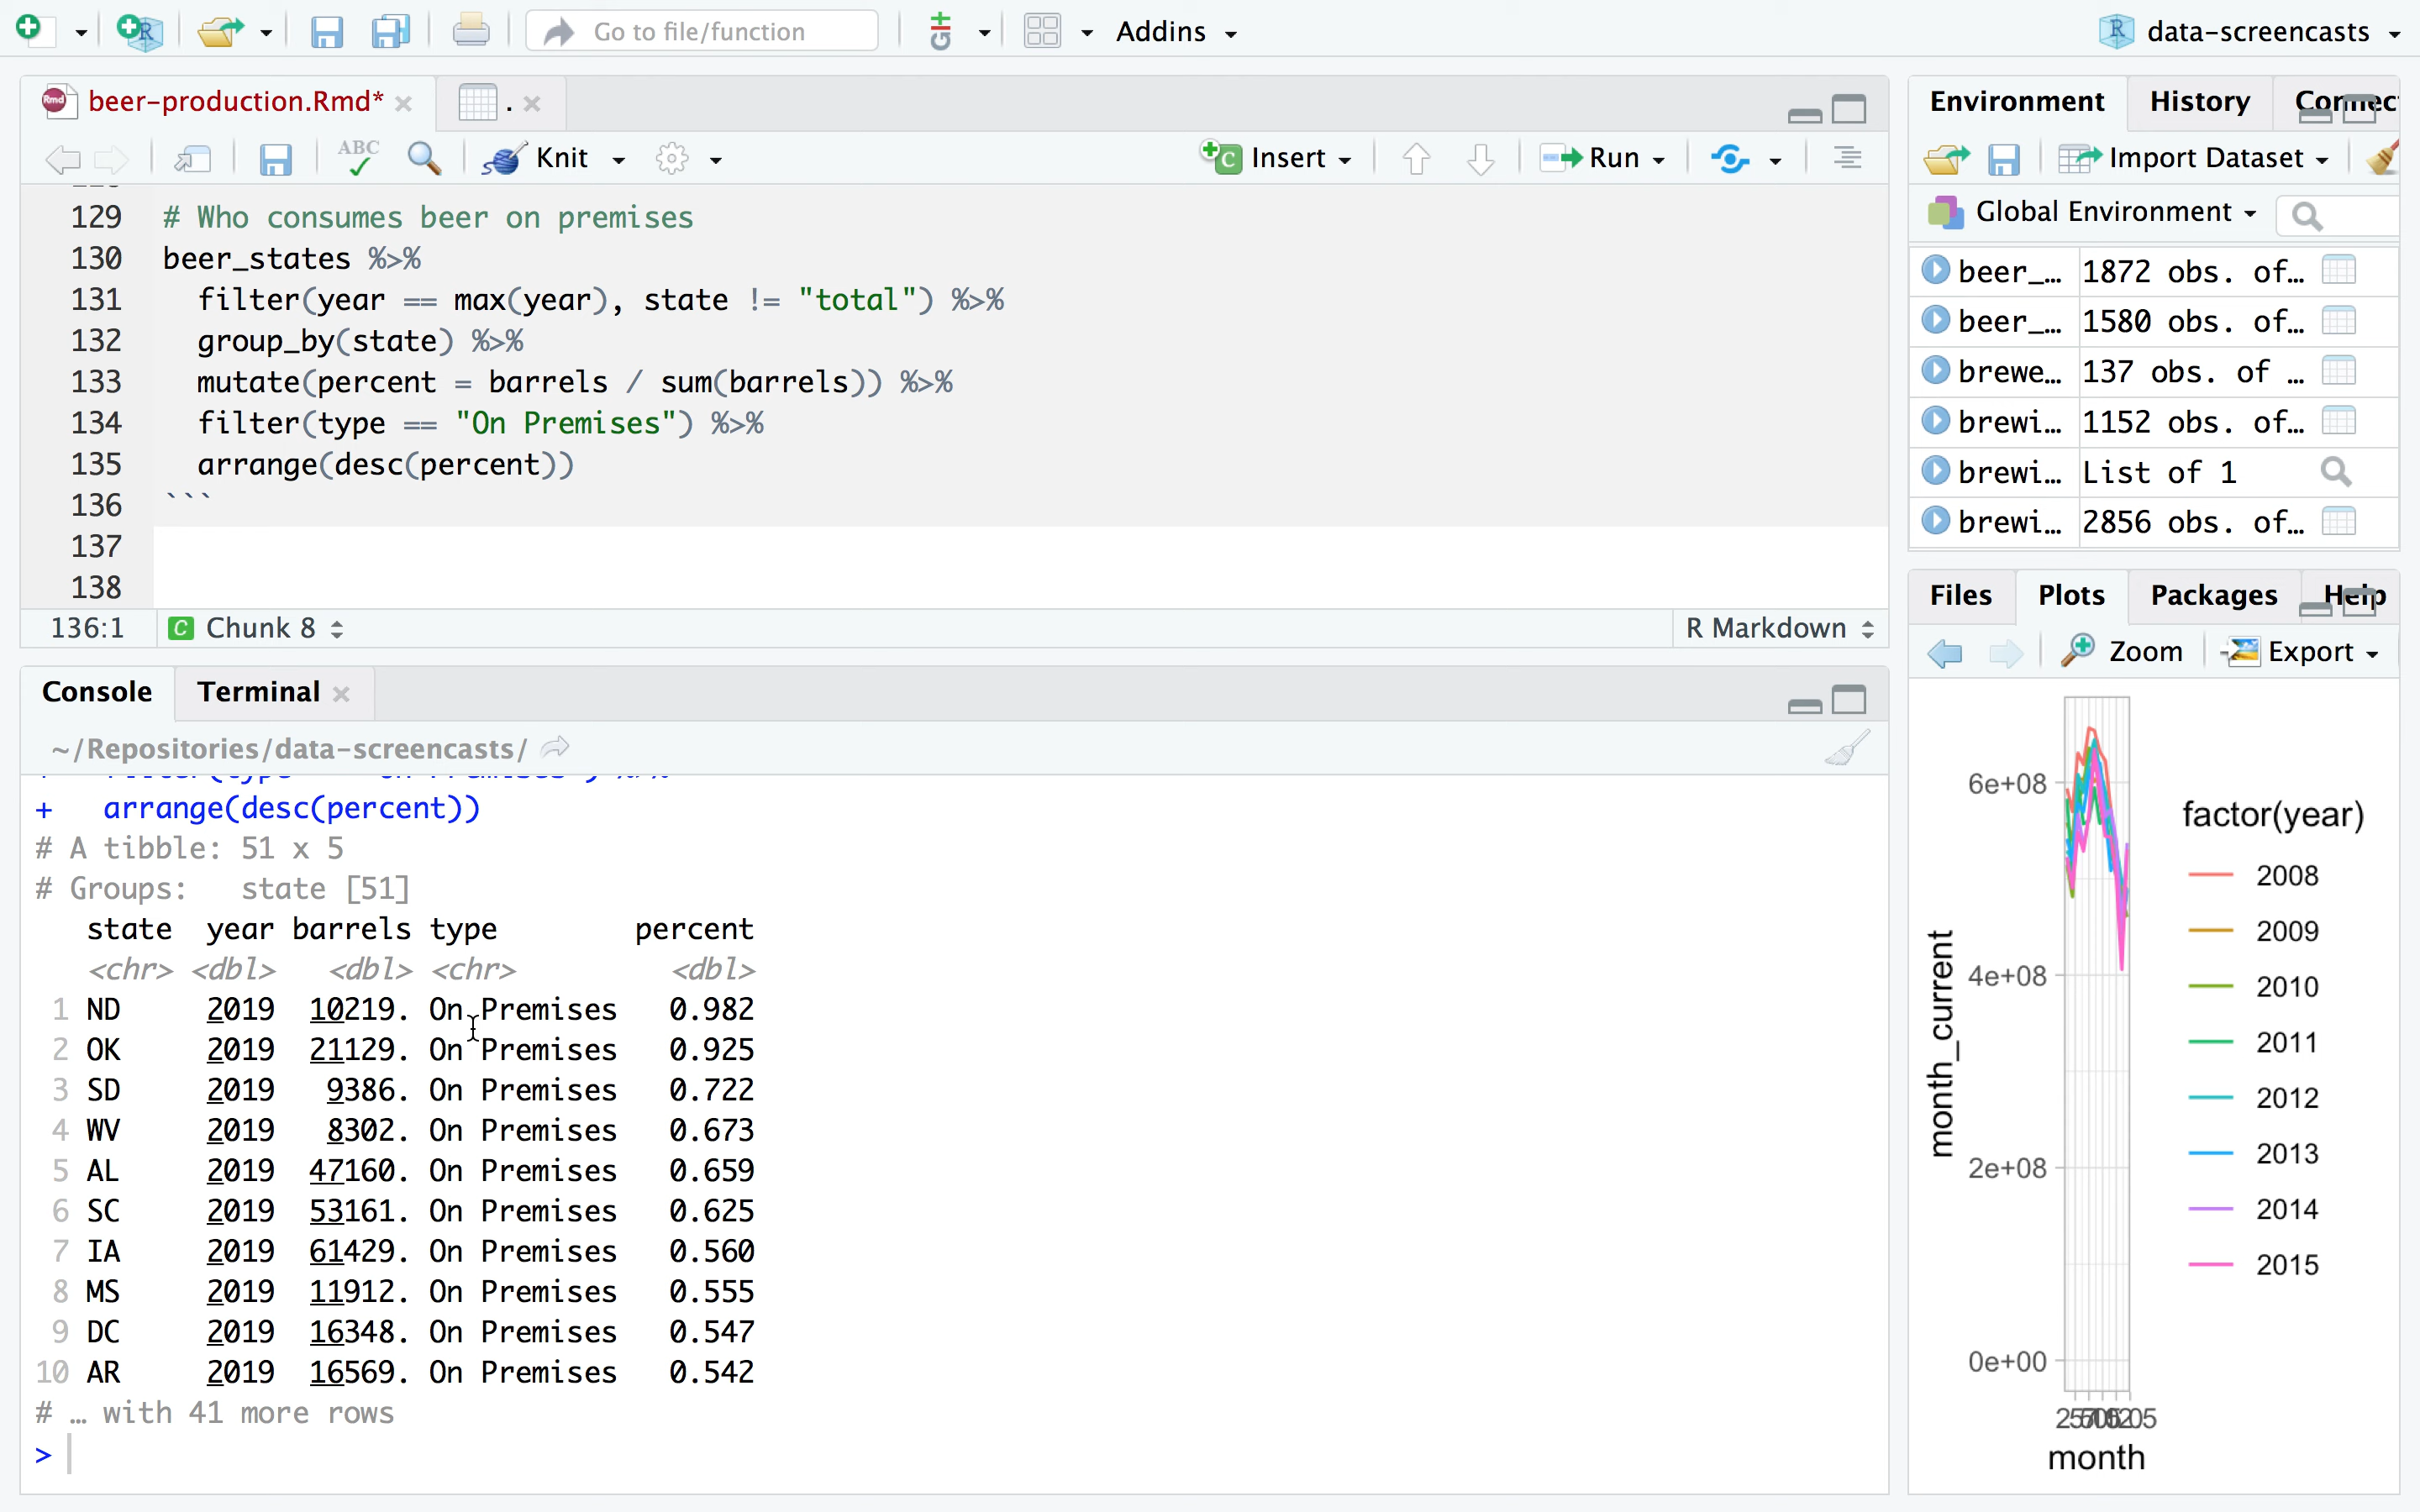 Go to file/function
Addins
data-screencasts
beer-production.Rmd*
.
ABC
Knit
Insert
Run
129 # Who consumes beer on premises
130 beer_states %>%
131 filter(year == max(year), state != "total") %>%
132 group_by(state) %>%
133 mutate(percent = barrels / sum(barrels)) %>%
134 filter(type == "On Premises") %>%
135 arrange(desc(percent))
136 ```
137
138
136:1 C Chunk 8 R Markdown
Console Terminal
~/Repositories/data-screencasts/
+ arrange(desc(percent))
# A tibble: 51 x 5
# Groups: state [51]
state year barrels type percent
<chr> <dbl> <dbl> <chr> <dbl>
1 ND 2019 10219. On Premises 0.982
2 OK 2019 21129. On Premises 0.925
3 SD 2019 9386. On Premises 0.722
4 WV 2019 8302. On Premises 0.673
5 AL 2019 47160. On Premises 0.659
6 SC 2019 53161. On Premises 0.625
7 IA 2019 61429. On Premises 0.560
8 MS 2019 11912. On Premises 0.555
9 DC 2019 16348. On Premises 0.547
10 AR 2019 16569. On Premises 0.542
# … with 41 more rows
>
Environment History
Import Dataset
Global Environment
beer_… 1872 obs. of…
beer_… 1580 obs. of…
brewe… 137 obs. of …
brewi… 1152 obs. of…
brewi… List of 1
brewi… 2856 obs. of…
Files Plots Packages Help
Zoom Export
6e+08
4e+08
2e+08
0e+00
month_current
month
factor(year)
2008
2009
2010
2011
2012
2013
2014
2015